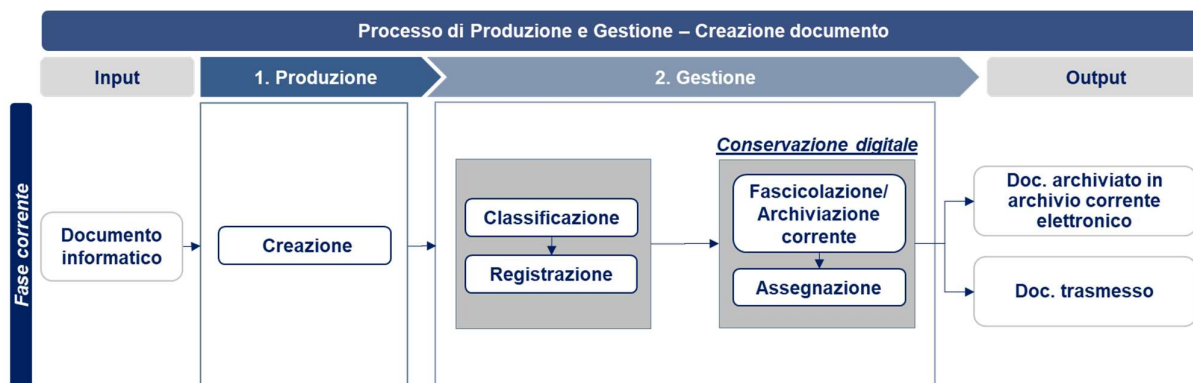 Processo di Produzione e Gestione – Creazione documento
Input
1. Produzione
2. Gestione
Output
Fase corrente
Documento
informatico
Creazione
Classificazione
Registrazione
Conservazione digitale
Fascicolazione/
Archiviazione
corrente
Assegnazione
Doc. archiviato in
archivio corrente
elettronico
Doc. trasmesso